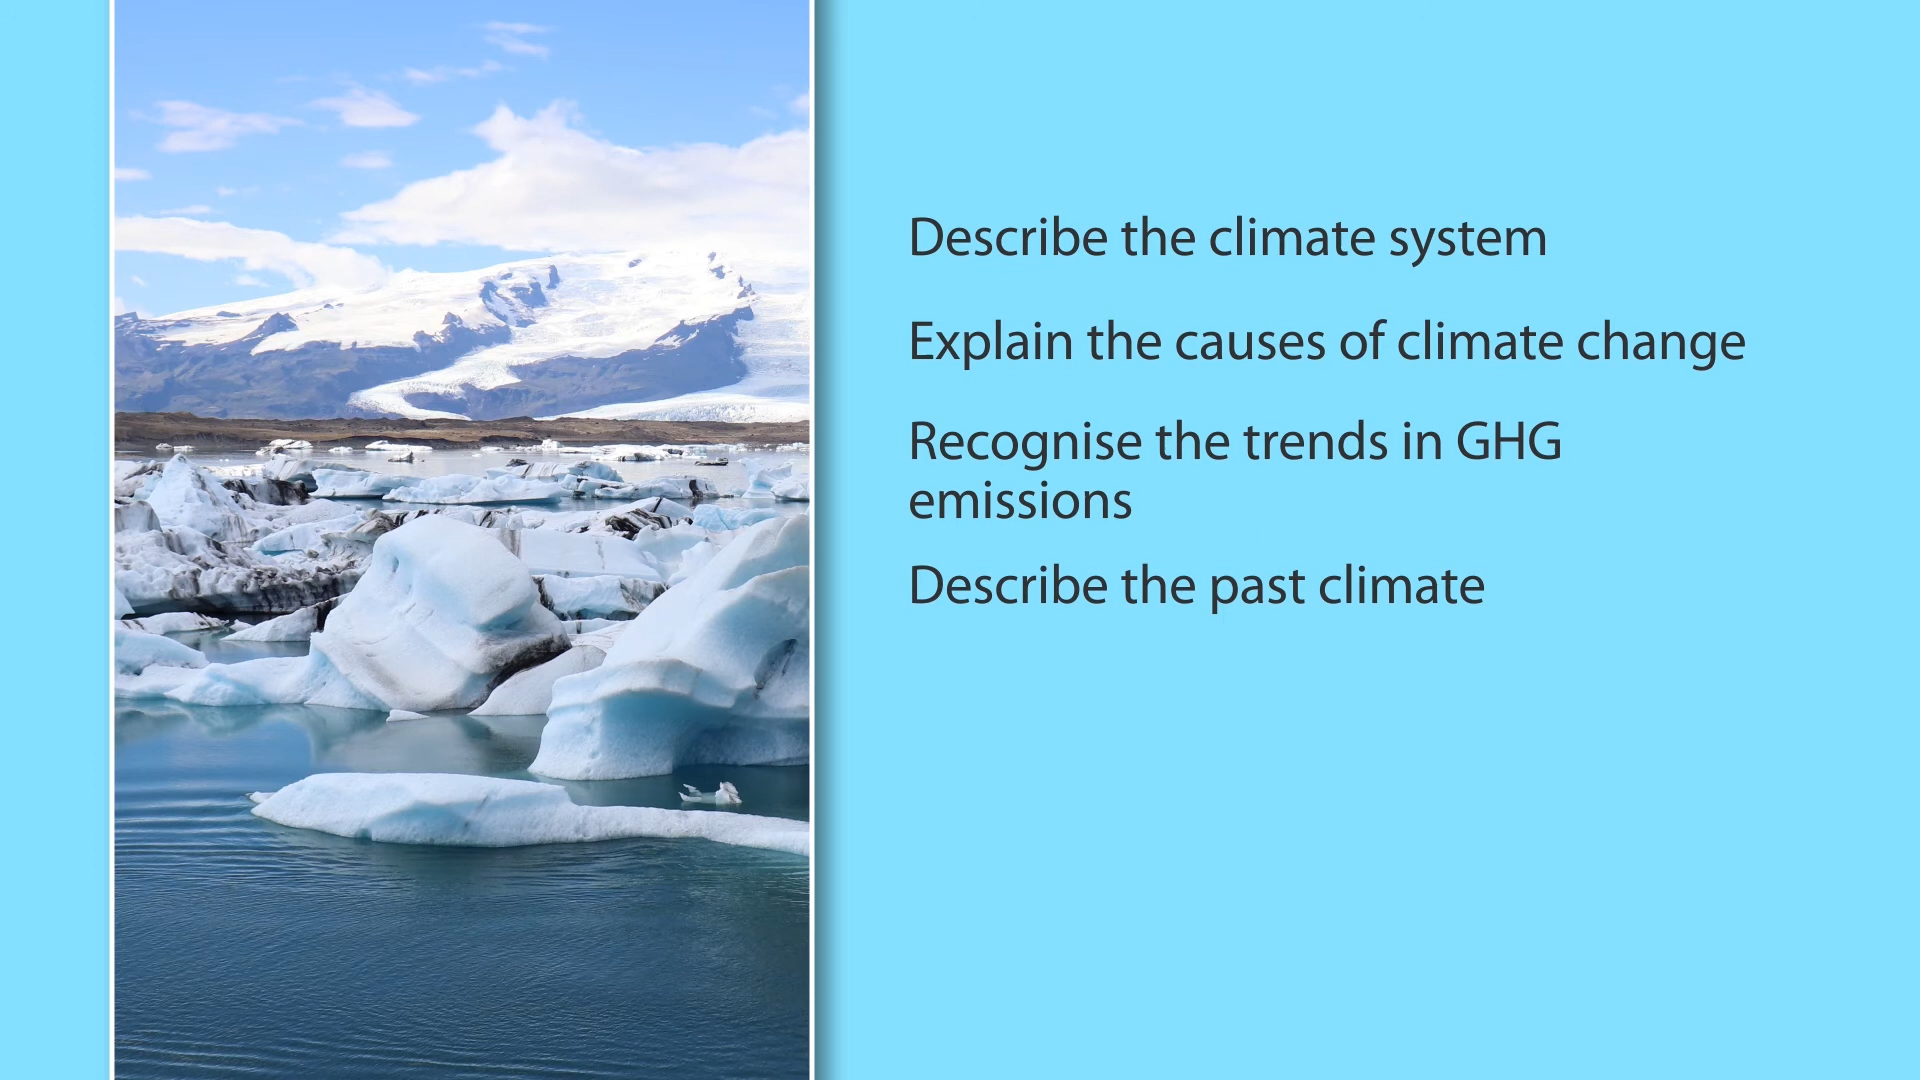 Describe the climate system
Explain the causes of climate change
Recognise the trends in GHG
emissions
Describe the past climate